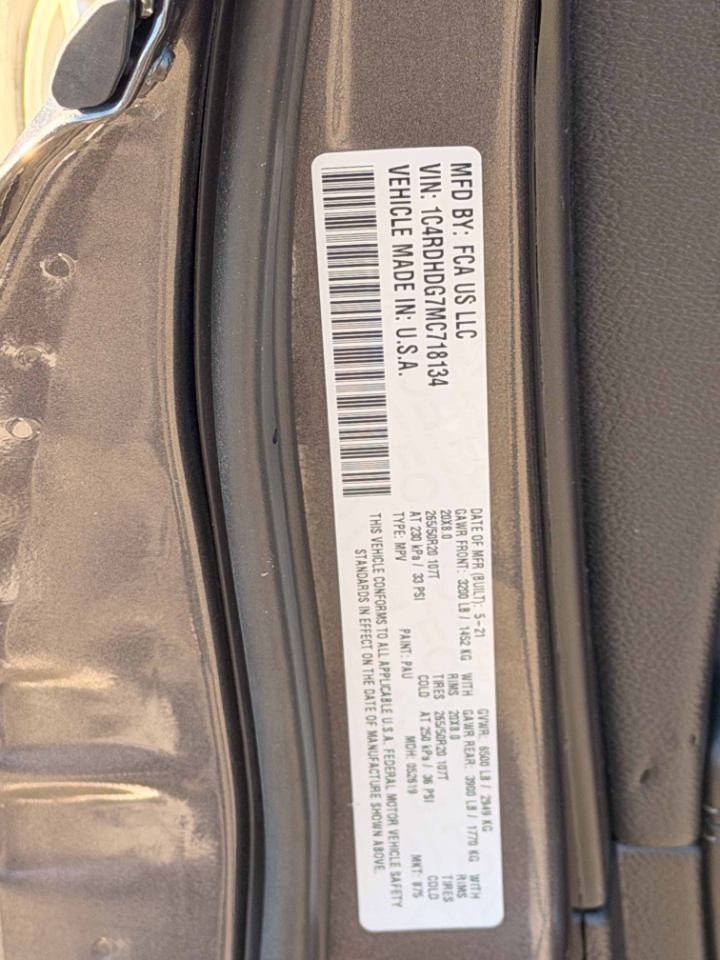 MFD BY: FCA US LLC
VIN: 1C4RDHDG7MC718134
VEHICLE MADE IN: U.S.A.
DATE OF MFR (BUILT): 5-21 GVWR: 6500 LB / 2949 KG
GAWR FRONT: 3200 LB / 1452 KG WITH GAWR REAR: 3900 LB / 1770 KG WITH
20X8.0 RIMS 20X8.0 RIMS
265/50R20 107T TIRES 265/50R20 107T TIRES
AT 230 kPa / 33 PSI COLD AT 250 kPa / 36 PSI COLD
TYPE: MPV PAINT: PAU MDH: 052619 MKT: 875
THIS VEHICLE CONFORMS TO ALL APPLICABLE U.S.A. FEDERAL MOTOR VEHICLE SAFETY
STANDARDS IN EFFECT ON THE DATE OF MANUFACTURE SHOWN ABOVE.